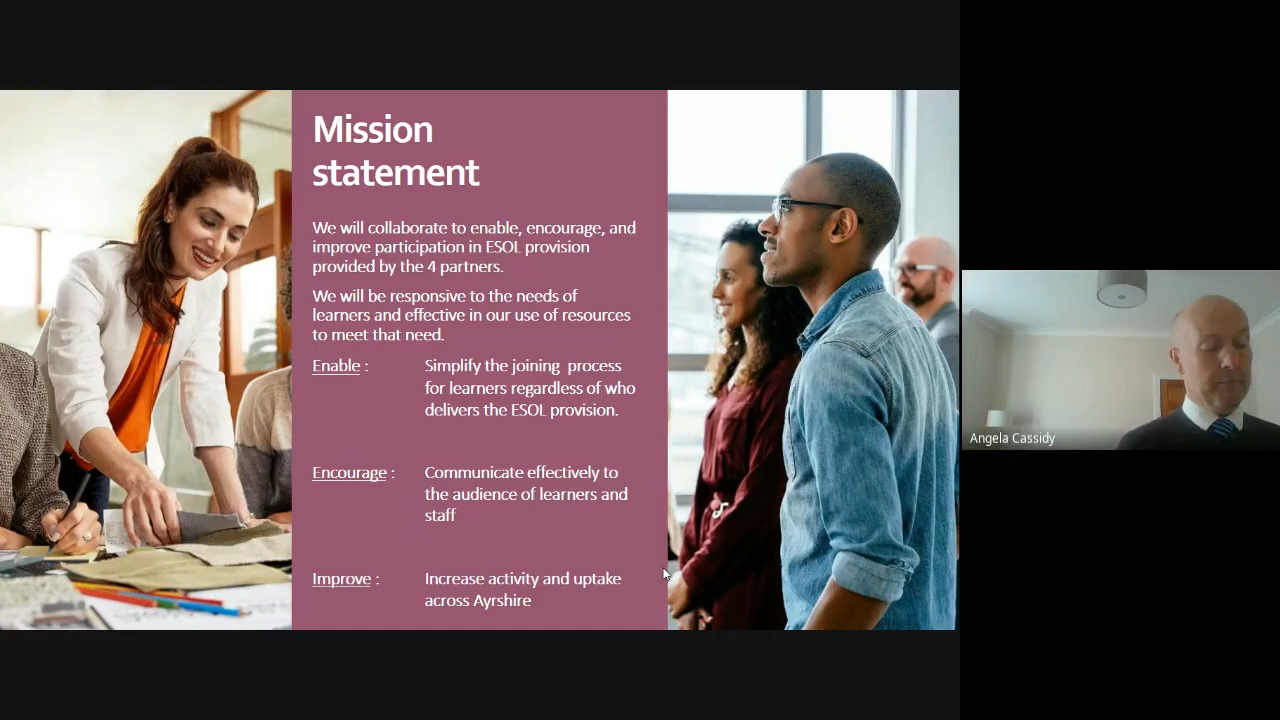 Mission
statement
We will collaborate to enable, encourage, and
improve participation in ESOL provision
provided by the 4 partners.
We will be responsive to the needs of
learners and effective in our use of resources
to meet that need.
Enable : Simplify the joining process
for learners regardless of who
delivers the ESOL provision.
Encourage : Communicate effectively to
the audience of learners and
staff
Improve : Increase activity and uptake
across Ayrshire
Angela Cassidy